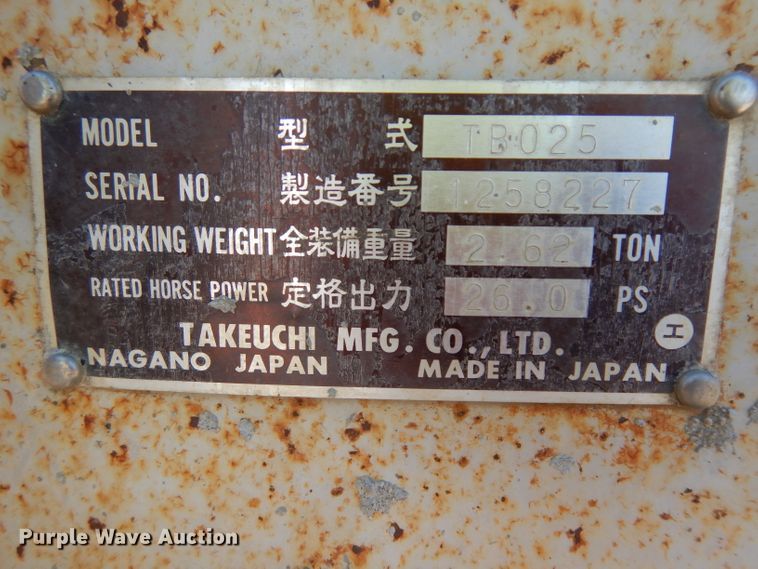 MODEL 型 式 TB025
SERIAL NO. 製造番号 1258227
WORKING WEIGHT 全装備重量 2.62 TON
RATED HORSE POWER 定格出力 26.0 PS
TAKEUCHI MFG. CO., LTD. エ
NAGANO JAPAN MADE IN JAPAN
Purple Wave Auction